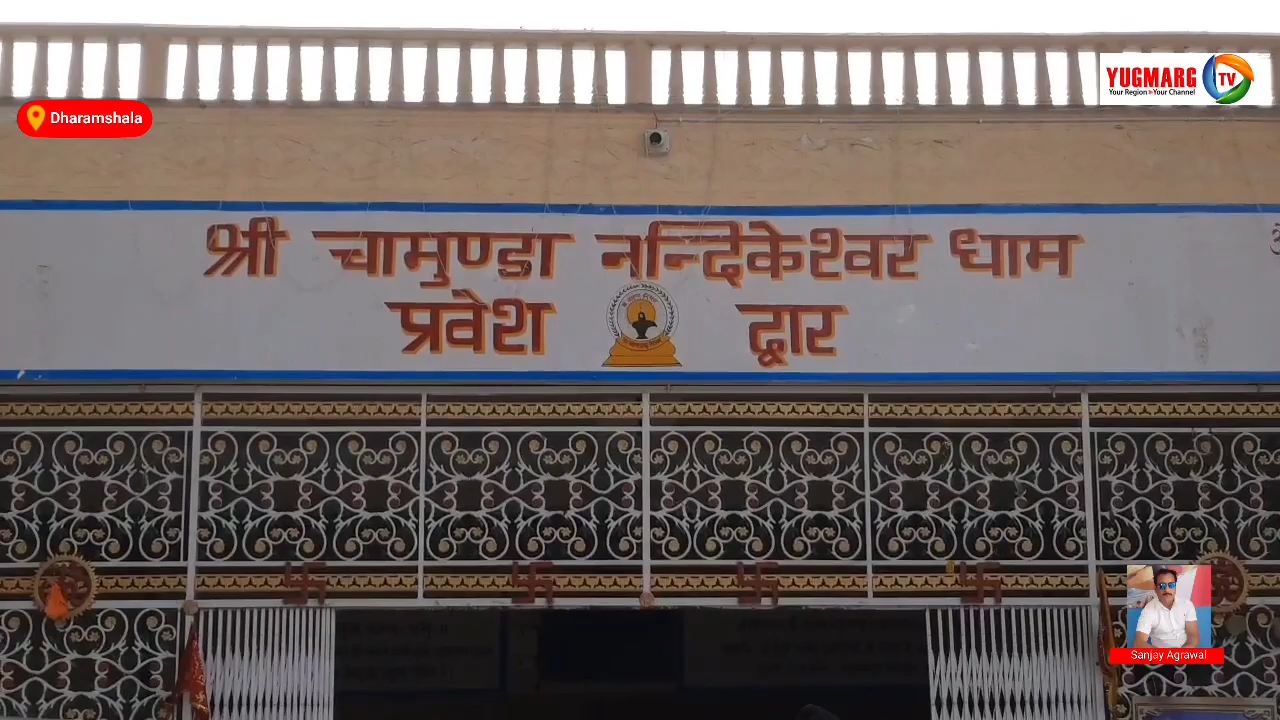 YUGMARG TV
Your Region Your Channel
Dharamshala
श्री चामुण्डा नन्दिकेश्वर धाम
प्रवेश द्वार
Sanjay Agrawal